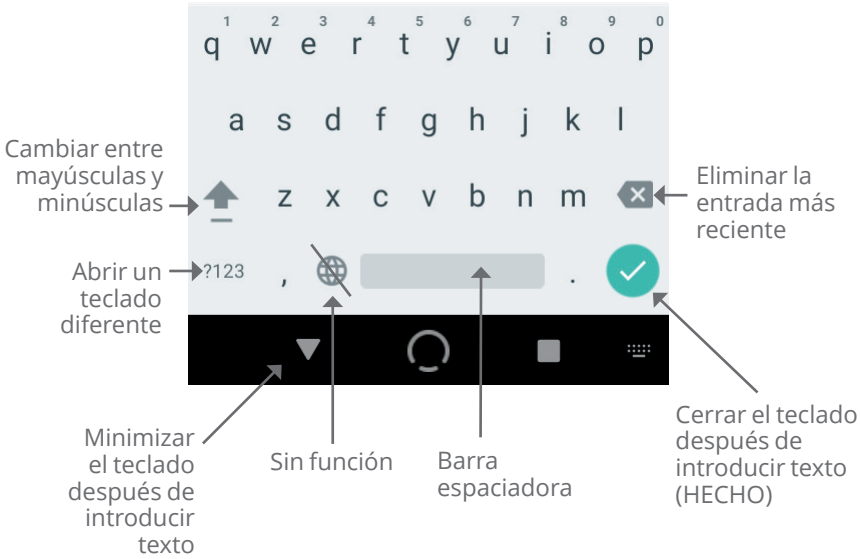 1 2 3 4 5 6 7 8 9 0
q w e r t y u i o p
a s d f g h j k l
Cambiar entre
mayúsculas y
minúsculas
z x c v b n m
Eliminar la
entrada más
reciente
Abrir un
teclado
diferente
?123 , .
Minimizar
el teclado
después de
introducir
texto
Sin función
Barra
espaciadora
Cerrar el teclado
después de
introducir texto
(HECHO)